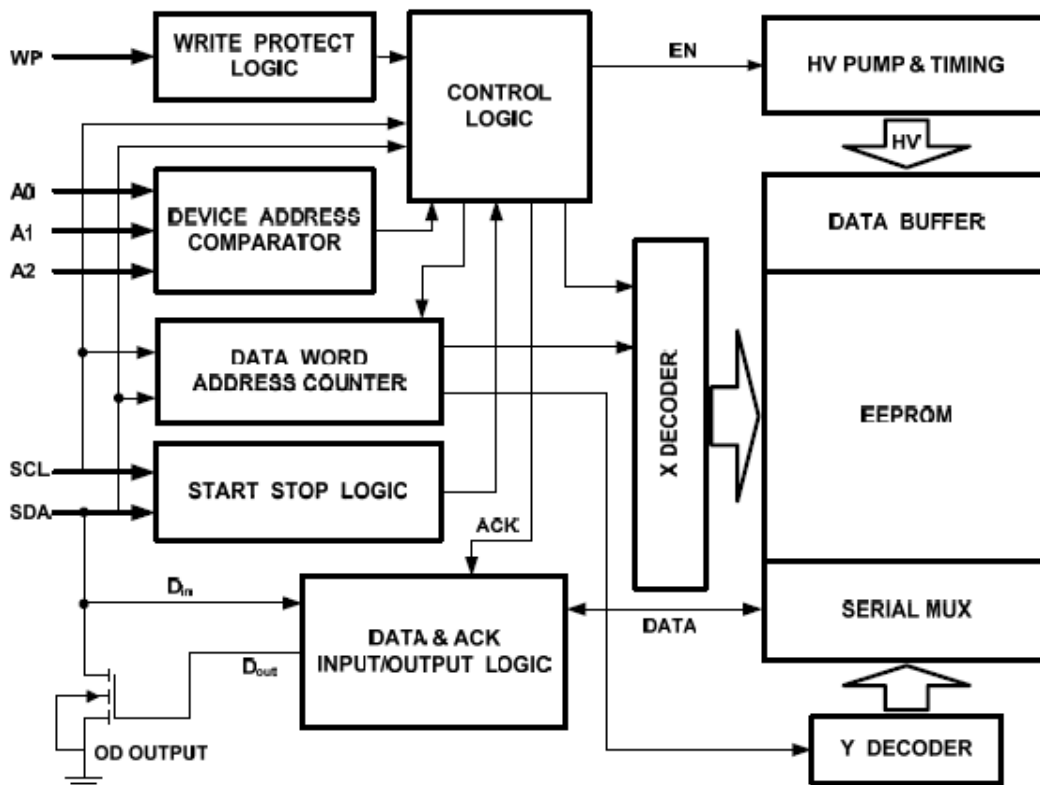 WP
WRITE PROTECT
LOGIC
CONTROL
LOGIC
EN
HV PUMP & TIMING
HV
A0
A1
A2
DEVICE ADDRESS
COMPARATOR
DATA BUFFER
DATA WORD
ADDRESS COUNTER
X DECODER
EEPROM
SCL
SDA
START STOP LOGIC
ACK
Din
DATA & ACK
INPUT/OUTPUT LOGIC
Dout
DATA
SERIAL MUX
OD OUTPUT
Y DECODER